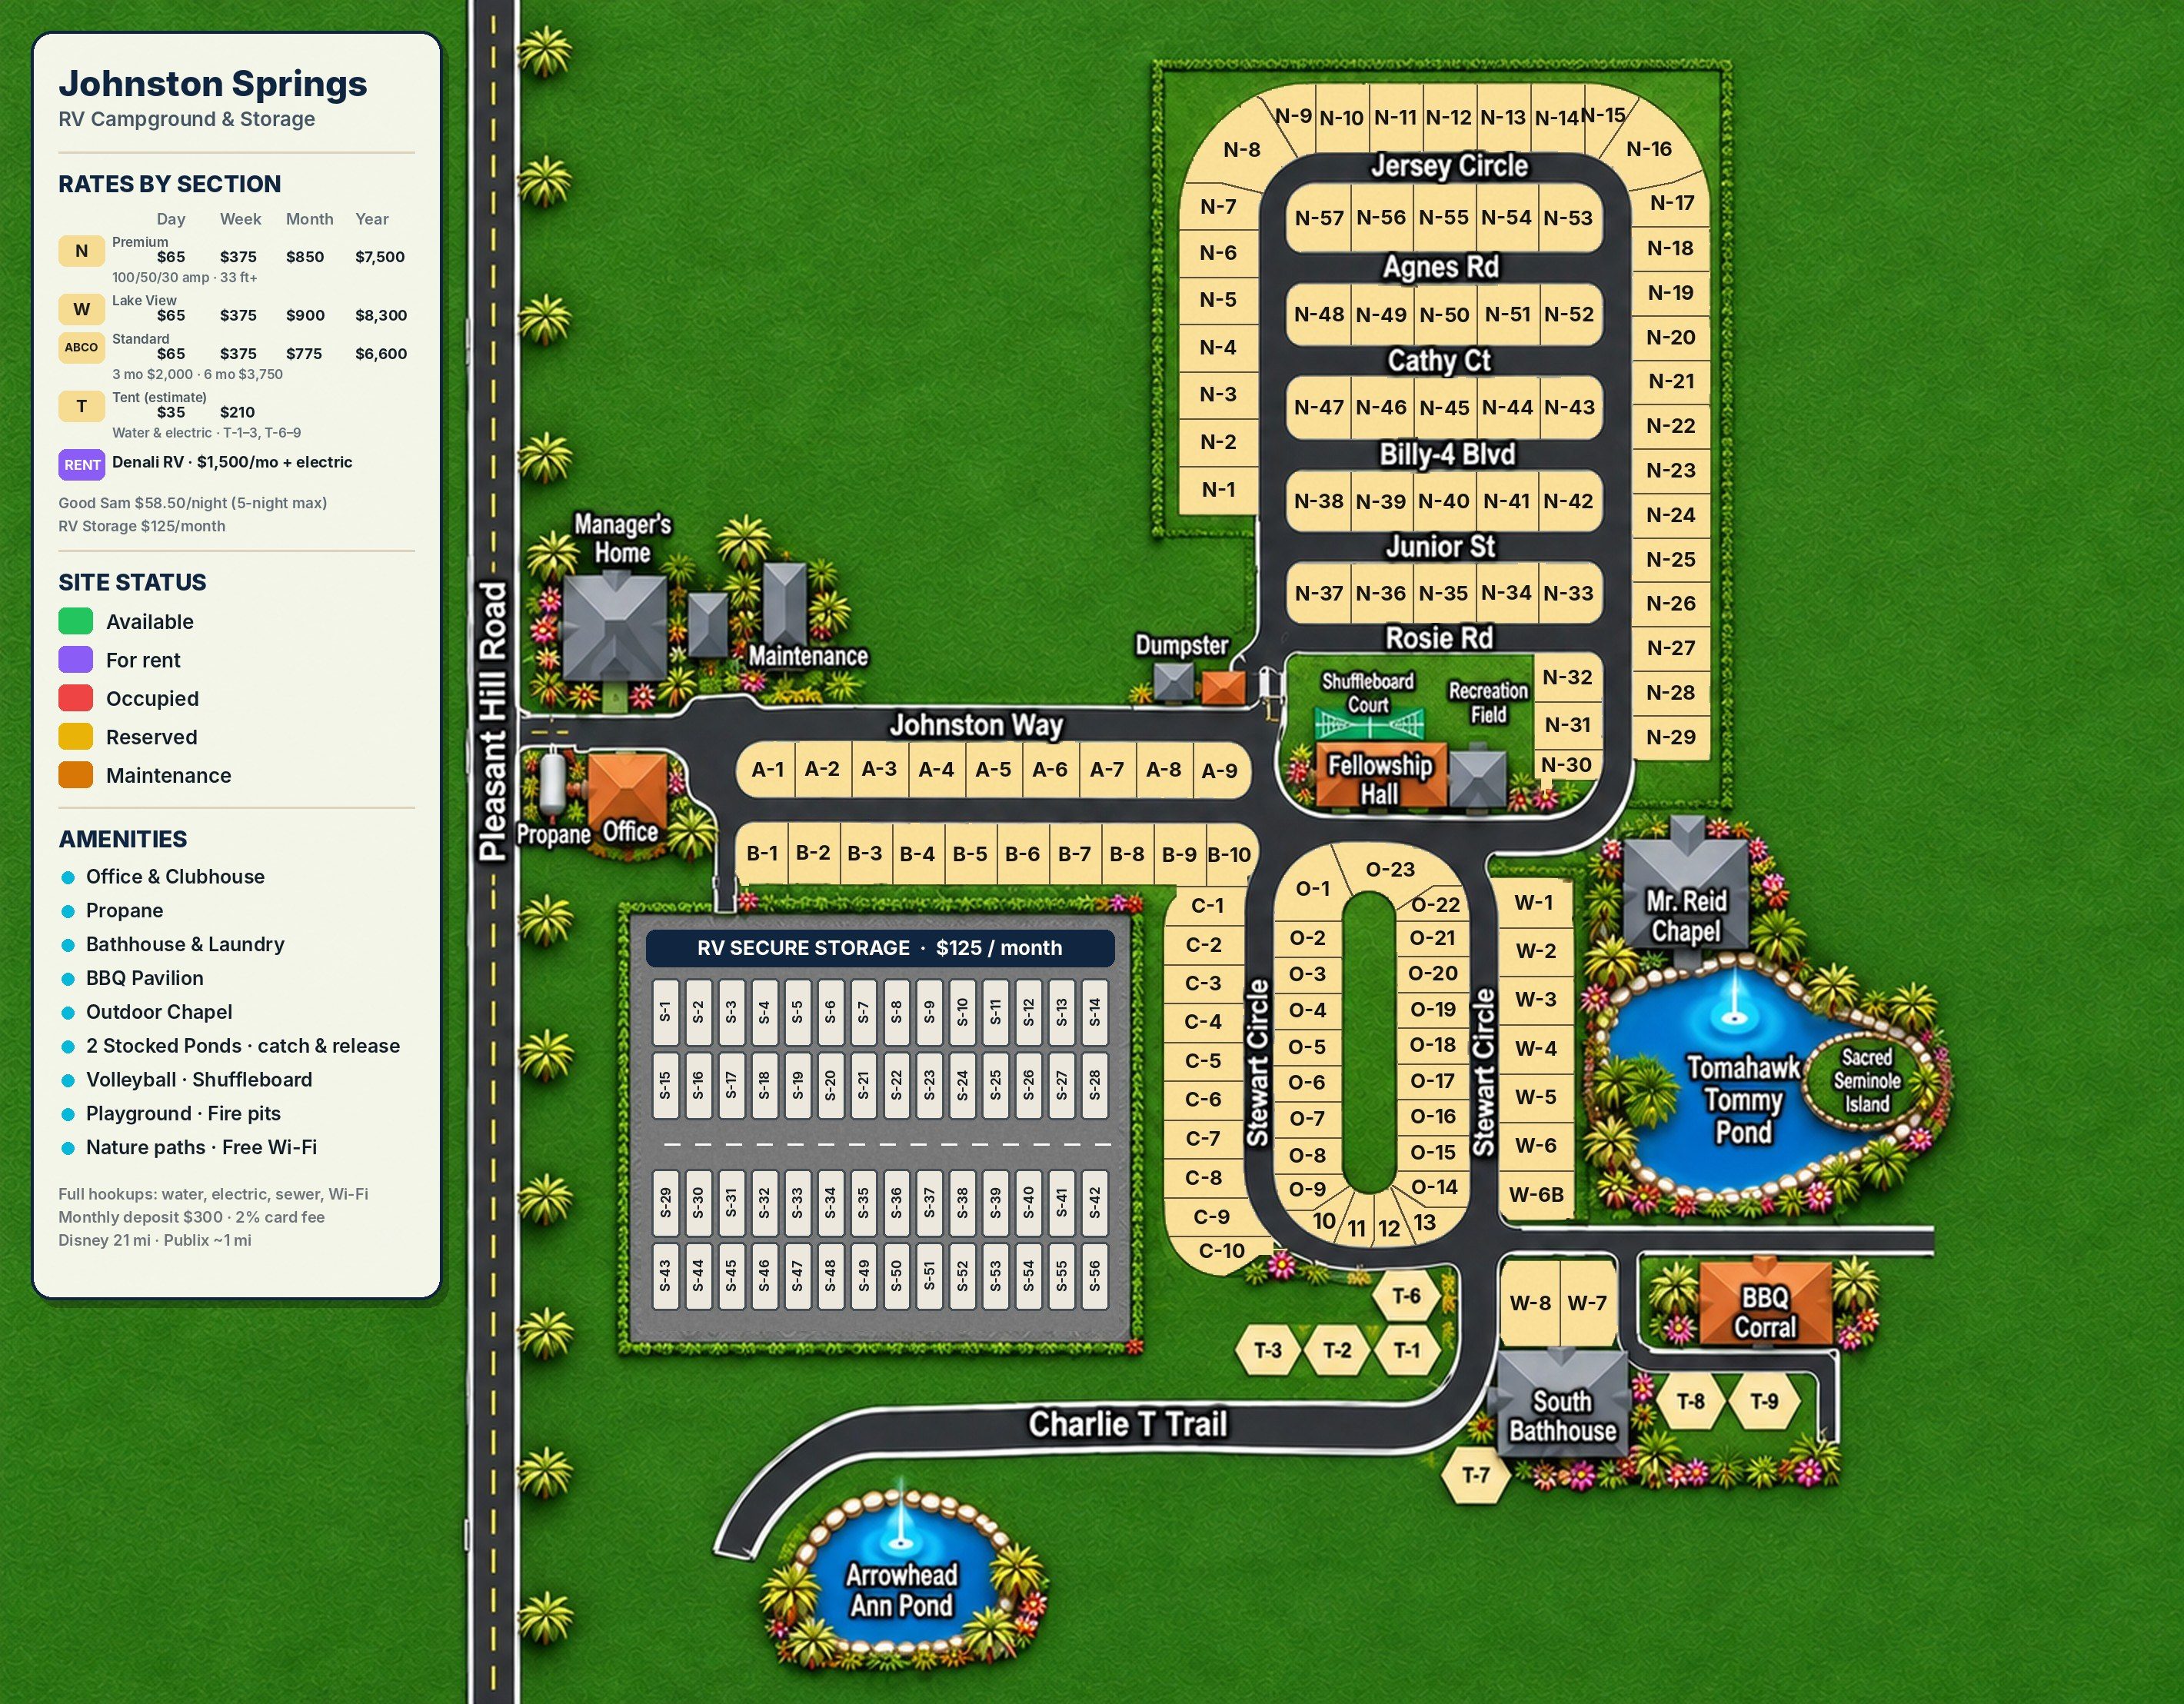 Johnston Springs
RV Campground & Storage
RATES BY SECTION
Day Week Month Year
N Premium
$65 $375 $850 $7,500
100/50/30 amp · 33 ft+
W Lake View
$65 $375 $900 $8,300
ABCO Standard
$65 $375 $775 $6,600
3 mo $2,000 · 6 mo $3,750
T Tent (estimate)
$35 $210
Water & electric · T-1–3, T-6–9
RENT Denali RV · $1,500/mo + electric
Good Sam $58.50/night (5-night max)
RV Storage $125/month
SITE STATUS
Available
For rent
Occupied
Reserved
Maintenance
AMENITIES
Office & Clubhouse
Propane
Bathhouse & Laundry
BBQ Pavilion
Outdoor Chapel
2 Stocked Ponds · catch & release
Volleyball · Shuffleboard
Playground · Fire pits
Nature paths · Free Wi-Fi
Full hookups: water, electric, sewer, Wi-Fi
Monthly deposit $300 · 2% card fee
Disney 21 mi · Publix ~1 mi
Pleasant Hill Road
Manager's
Home
Maintenance
Propane
Office
Dumpster
Johnston Way
A-1 A-2 A-3 A-4 A-5 A-6 A-7 A-8 A-9
B-1 B-2 B-3 B-4 B-5 B-6 B-7 B-8 B-9 B-10
N-8 N-9 N-10 N-11 N-12 N-13 N-14 N-15 N-16
Jersey Circle
N-7
N-6
N-5
N-4
N-3
N-2
N-1
N-57 N-56 N-55 N-54 N-53
Agnes Rd
N-48 N-49 N-50 N-51 N-52
Cathy Ct
N-47 N-46 N-45 N-44 N-43
Billy-4 Blvd
N-38 N-39 N-40 N-41 N-42
Junior St
N-37 N-36 N-35 N-34 N-33
Rosie Rd
N-17
N-18
N-19
N-20
N-21
N-22
N-23
N-24
N-25
N-26
N-27
N-28
N-29
Shuffleboard
Court
Recreation
Field
Fellowship
Hall
N-32
N-31
N-30
RV SECURE STORAGE · $125 / month
S-1 S-2 S-3 S-4 S-5 S-6 S-7 S-8 S-9 S-10 S-11 S-12 S-13 S-14
S-15 S-16 S-17 S-18 S-19 S-20 S-21 S-22 S-23 S-24 S-25 S-26 S-27 S-28
S-29 S-30 S-31 S-32 S-33 S-34 S-35 S-36 S-37 S-38 S-39 S-40 S-41 S-42
S-43 S-44 S-45 S-46 S-47 S-48 S-49 S-50 S-51 S-52 S-53 S-54 S-55 S-56
C-1
C-2
C-3
C-4
C-5
C-6
C-7
C-8
C-9
C-10
Stewart Circle
O-1
O-2
O-3
O-4
O-5
O-6
O-7
O-8
O-9
10 11 12 13
O-23
O-22
O-21
O-20
O-19
O-18
O-17
O-16
O-15
O-14
Stewart Circle
W-1
W-2
W-3
W-4
W-5
W-6
W-6B
Mr. Reid
Chapel
Tomahawk
Tommy
Pond
Sacred
Seminole
Island
W-8 W-7
BBQ
Corral
T-6
T-3 T-2 T-1
South
Bathhouse
T-8 T-9
T-7
Charlie T Trail
Arrowhead
Ann Pond